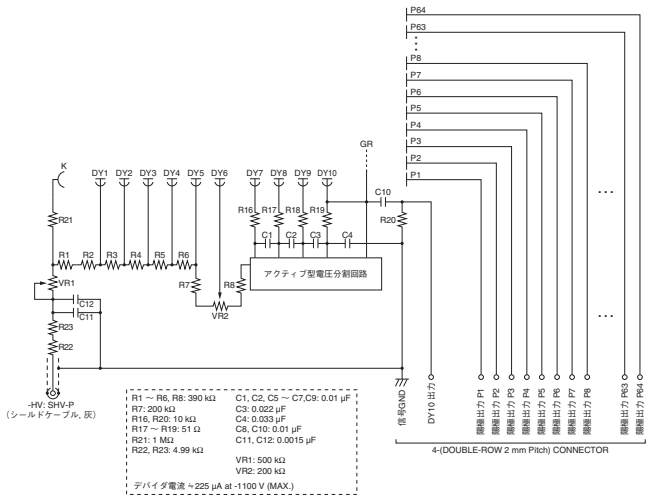 P64
P63
P8
P7
P6
P5
P4
P3
P2
P1
GR
K
DY1 DY2 DY3 DY4 DY5 DY6 DY7 DY8 DY9 DY10
C10
R21
R16 R17 R18 R19 R20
C1 C2 C3 C4
R1 R2 R3 R4 R5 R6
アクティブ型電圧分割回路
R7 R8
VR1
VR2
C12
C11
R23
R22
-HV: SHV-P
(シールドケーブル, 灰)
R1 ~ R6, R8: 390 kΩ
R7: 200 kΩ
R16, R20: 10 kΩ
R17 ~ R19: 51 Ω
R21: 1 MΩ
R22, R23: 4.99 kΩ
C1, C2, C5 ~ C7,C9: 0.01 µF
C3: 0.022 µF
C4: 0.033 µF
C8, C10: 0.01 µF
C11, C12: 0.0015 µF
VR1: 500 kΩ
VR2: 200 kΩ
デバイダ電流 ≒225 µA at -1100 V (MAX.)
信号GND
DY10 出力
陽極出力 P1
陽極出力 P2
陽極出力 P3
陽極出力 P4
陽極出力 P5
陽極出力 P6
陽極出力 P7
陽極出力 P8
陽極出力 P63
陽極出力 P64
4-(DOUBLE-ROW 2 mm Pitch) CONNECTOR